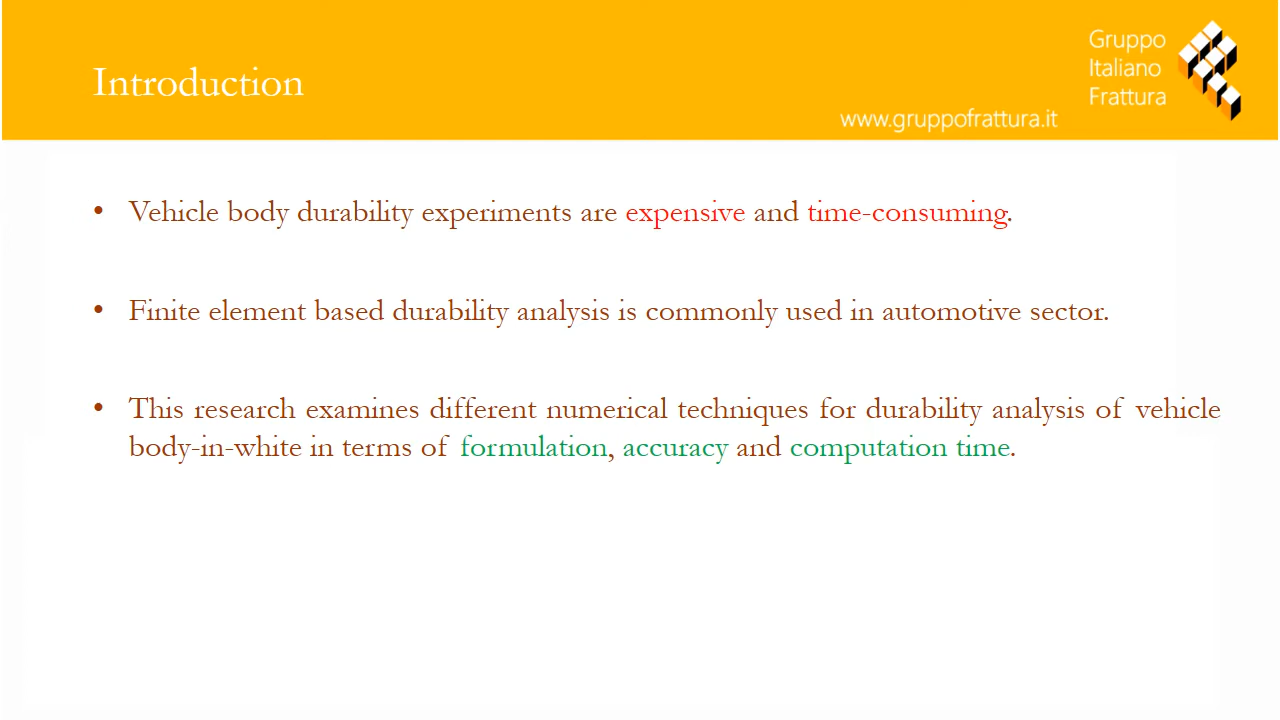 Introduction
Gruppo
Italiano
Frattura
www.gruppofrattura.it
• Vehicle body durability experiments are expensive and time-consuming.
• Finite element based durability analysis is commonly used in automotive sector.
• This research examines different numerical techniques for durability analysis of vehicle
body-in-white in terms of formulation, accuracy and computation time.